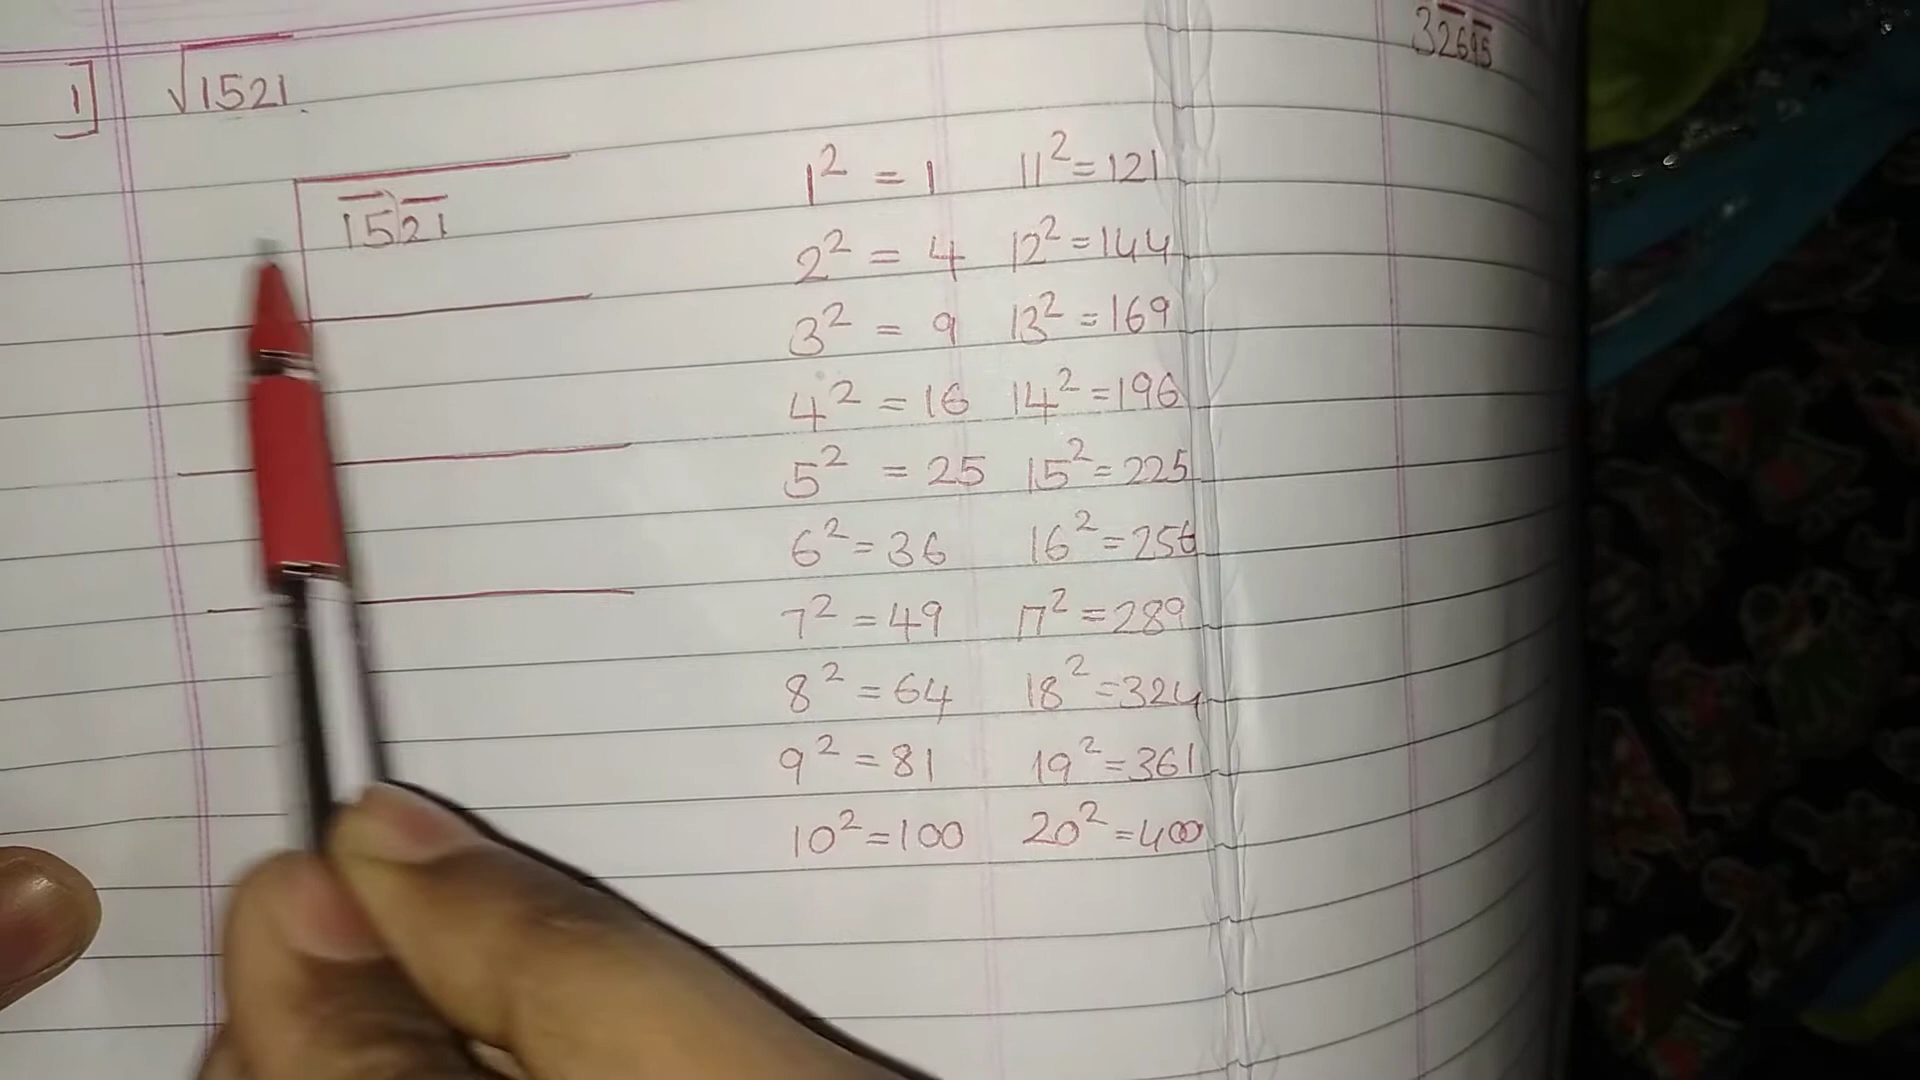 32695
1] √1521
1521
1² = 1 11² = 121
2² = 4 12² = 144
3² = 9 13² = 169
4² = 16 14² = 196
5² = 25 15² = 225
6² = 36 16² = 256
7² = 49 17² = 289
8² = 64 18² = 324
9² = 81 19² = 361
10² = 100 20² = 400